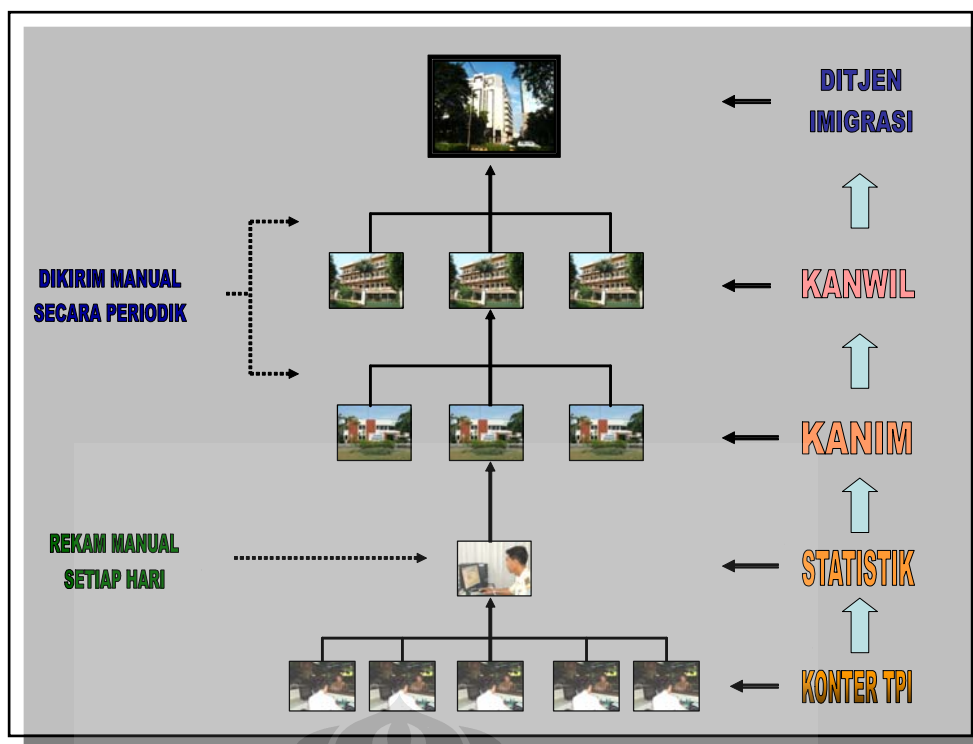 DITJEN
IMIGRASI
DIKIRIM MANUAL
SECARA PERIODIK
KANWIL
KANIM
REKAM MANUAL
SETIAP HARI
STATISTIK
KONTER TPI